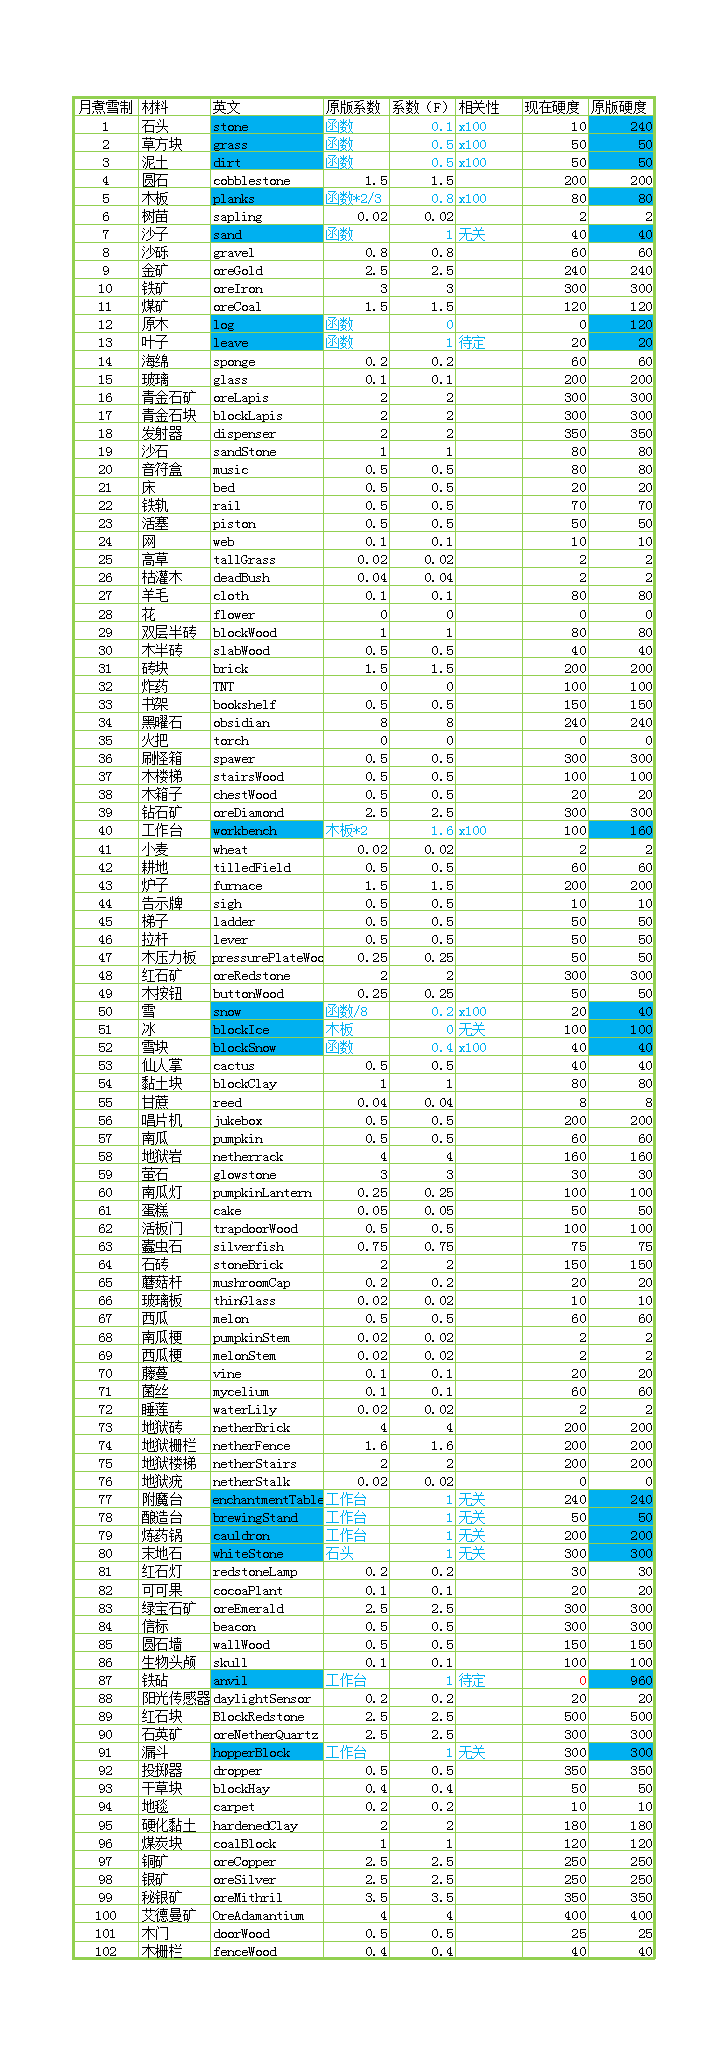 月煮雪制 材料 英文 原版系数 系数（F） 相关性 现在硬度 原版硬度
1 石头 stone 函数 0.1 x100 10 240
2 草方块 grass 函数 0.5 x100 50 50
3 泥土 dirt 函数 0.5 x100 50 50
4 圆石 cobblestone 1.5 1.5 200 200
5 木板 planks 函数*2/3 0.8 x100 80 80
6 树苗 sapling 0.02 0.02 2 2
7 沙子 sand 函数 1 无关 40 40
8 沙砾 gravel 0.8 0.8 60 60
9 金矿 oreGold 2.5 2.5 240 240
10 铁矿 oreIron 3 3 300 300
11 煤矿 oreCoal 1.5 1.5 120 120
12 原木 log 函数 0 0 120
13 叶子 leave 函数 1 待定 20 20
14 海绵 sponge 0.2 0.2 60 60
15 玻璃 glass 0.1 0.1 200 200
16 青金石矿 oreLapis 2 2 300 300
17 青金石块 blockLapis 2 2 300 300
18 发射器 dispenser 2 2 350 350
19 沙石 sandStone 1 1 80 80
20 音符盒 music 0.5 0.5 80 80
21 床 bed 0.5 0.5 20 20
22 铁轨 rail 0.5 0.5 70 70
23 活塞 piston 0.5 0.5 50 50
24 网 web 0.1 0.1 10 10
25 高草 tallGrass 0.02 0.02 2 2
26 枯灌木 deadBush 0.04 0.04 2 2
27 羊毛 cloth 0.1 0.1 80 80
28 花 flower 0 0 0 0
29 双层半砖 blockWood 1 1 80 80
30 木半砖 slabWood 0.5 0.5 40 40
31 砖块 brick 1.5 1.5 200 200
32 炸药 TNT 0 0 100 100
33 书架 bookshelf 0.5 0.5 150 150
34 黑曜石 obsidian 8 8 240 240
35 火把 torch 0 0 0 0
36 刷怪箱 spawer 0.5 0.5 300 300
37 木楼梯 stairsWood 0.5 0.5 100 100
38 木箱子 chestWood 0.5 0.5 20 20
39 钻石矿 oreDiamond 2.5 2.5 300 300
40 工作台 workbench 木板*2 1.6 x100 100 160
41 小麦 wheat 0.02 0.02 2 2
42 耕地 tilledField 0.5 0.5 60 60
43 炉子 furnace 1.5 1.5 200 200
44 告示牌 sigh 0.5 0.5 10 10
45 梯子 ladder 0.5 0.5 50 50
46 拉杆 lever 0.5 0.5 50 50
47 木压力板 pressurePlateWoo 0.25 0.25 50 50
48 红石矿 oreRedstone 2 2 300 300
49 木按钮 buttonWood 0.25 0.25 50 50
50 雪 snow 函数/8 0.2 x100 20 40
51 冰 blockIce 木板 0 无关 100 100
52 雪块 blockSnow 函数 0.4 x100 40 40
53 仙人掌 cactus 0.5 0.5 40 40
54 黏土块 blockClay 1 1 80 80
55 甘蔗 reed 0.04 0.04 8 8
56 唱片机 jukebox 0.5 0.5 200 200
57 南瓜 pumpkin 0.5 0.5 60 60
58 地狱岩 netherrack 4 4 160 160
59 萤石 glowstone 3 3 30 30
60 南瓜灯 pumpkinLantern 0.25 0.25 100 100
61 蛋糕 cake 0.05 0.05 50 50
62 活板门 trapdoorWood 0.5 0.5 100 100
63 蠹虫石 silverfish 0.75 0.75 75 75
64 石砖 stoneBrick 2 2 150 150
65 蘑菇杆 mushroomCap 0.2 0.2 20 20
66 玻璃板 thinGlass 0.02 0.02 10 10
67 西瓜 melon 0.5 0.5 60 60
68 南瓜梗 pumpkinStem 0.02 0.02 2 2
69 西瓜梗 melonStem 0.02 0.02 2 2
70 藤蔓 vine 0.1 0.1 20 20
71 菌丝 mycelium 0.1 0.1 60 60
72 睡莲 waterLily 0.02 0.02 2 2
73 地狱砖 netherBrick 4 4 200 200
74 地狱栅栏 netherFence 1.6 1.6 200 200
75 地狱楼梯 netherStairs 2 2 200 200
76 地狱疣 netherStalk 0.02 0.02 0 0
77 附魔台 enchantmentTable 工作台 1 无关 240 240
78 酿造台 brewingStand 工作台 1 无关 50 50
79 炼药锅 cauldron 工作台 1 无关 200 200
80 末地石 whiteStone 石头 1 无关 300 300
81 红石灯 redstoneLamp 0.2 0.2 30 30
82 可可果 cocoaPlant 0.1 0.1 20 20
83 绿宝石矿 oreEmerald 2.5 2.5 300 300
84 信标 beacon 0.5 0.5 300 300
85 圆石墙 wallWood 0.5 0.5 150 150
86 生物头颅 skull 0.1 0.1 100 100
87 铁砧 anvil 工作台 1 待定 0 960
88 阳光传感器 daylightSensor 0.2 0.2 20 20
89 红石块 BlockRedstone 2.5 2.5 500 500
90 石英矿 oreNetherQuartz 2.5 2.5 300 300
91 漏斗 hopperBlock 工作台 1 无关 300 300
92 投掷器 dropper 0.5 0.5 350 350
93 干草块 blockHay 0.4 0.4 50 50
94 地毯 carpet 0.2 0.2 10 10
95 硬化黏土 hardenedClay 2 2 180 180
96 煤炭块 coalBlock 1 1 120 120
97 铜矿 oreCopper 2.5 2.5 250 250
98 银矿 oreSilver 2.5 2.5 250 250
99 秘银矿 oreMithril 3.5 3.5 350 350
100 艾德曼矿 OreAdamantium 4 4 400 400
101 木门 doorWood 0.5 0.5 25 25
102 木栅栏 fenceWood 0.4 0.4 40 40